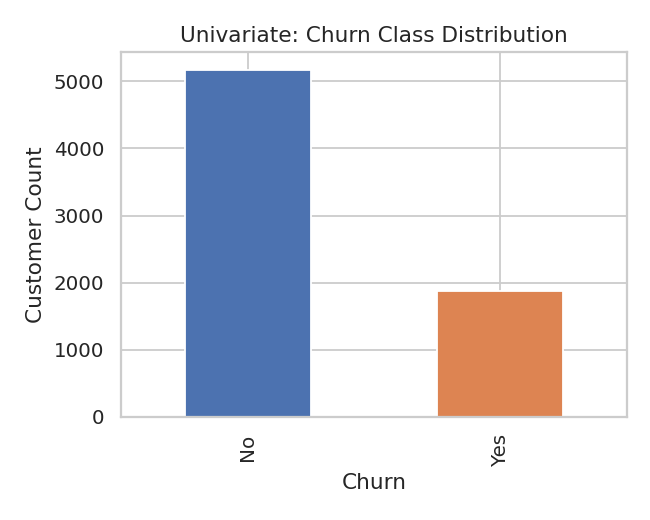 Univariate: Churn Class Distribution
Customer Count
5000
4000
3000
2000
1000
0
No
Yes
Churn